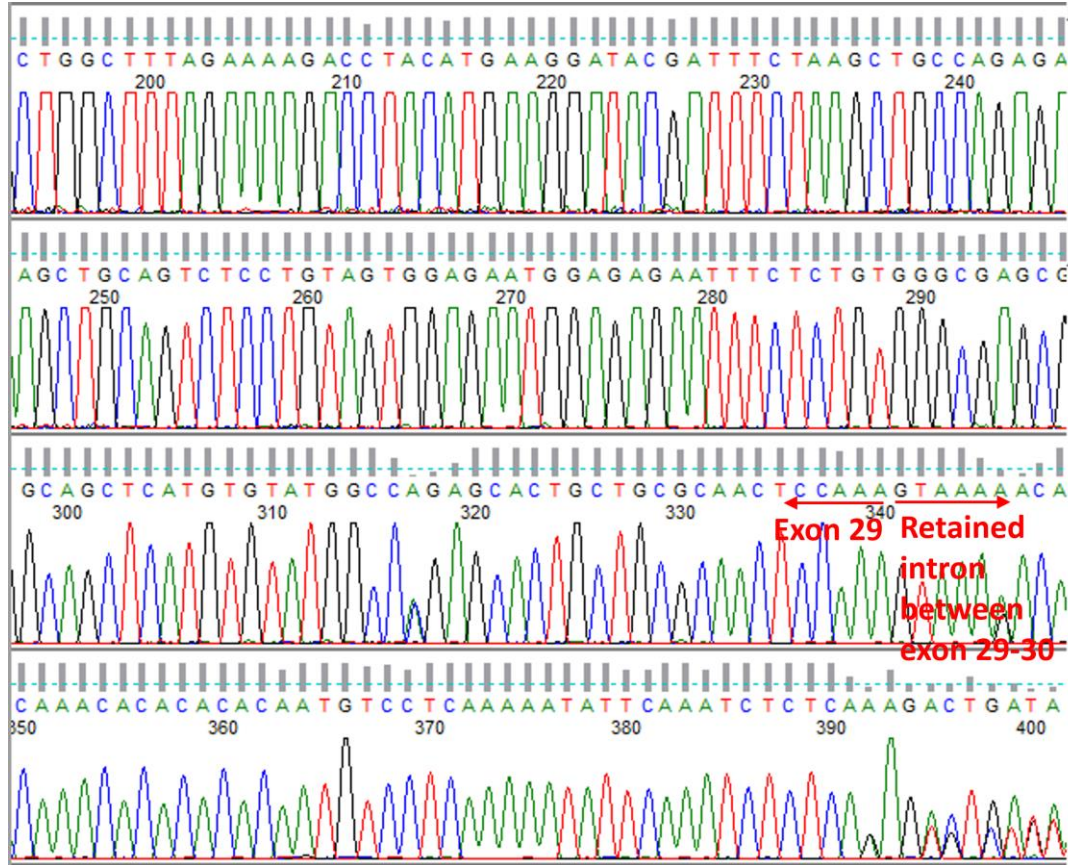 CTGGCTTTAGAAAAGACCTACATGAAGGATACGATTTCTAAGCTGCCAGAGA
200 210 220 230 240
AGCTGCAGTCTCCTGTAGTGGAGAATGGAGAGAATTTCTCTGTGGGCGAGCG
250 260 270 280 290
GCAGCTCATGTGTATGGCCAGAGCACTGCTGCGCAACTCCAAAGTAAAAACA
300 310 320 330 340
Exon 29 Retained
intron
between
exon 29-30
CAAACACACACACAATGTCCTCAAAAATATTCAAATCTCTCAAAGACTGATA
350 360 370 380 390 400